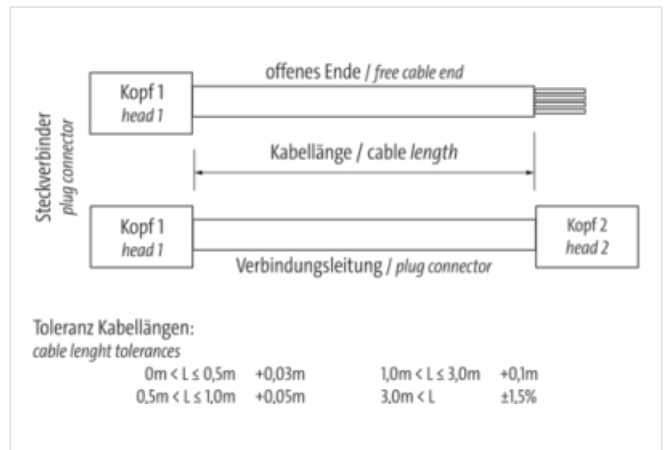 offenes Ende / free cable end
Kopf 1
head 1
Steckverbinder
plug connector
Kabellänge / cable length
Kopf 1
head 1
Kopf 2
head 2
Verbindungsleitung / plug connector
Toleranz Kabellängen:
cable lenght tolerances
0m < L ≤ 0,5m +0,03m 1,0m < L ≤ 3,0m +0,1m
0,5m < L ≤ 1,0m +0,05m 3,0m < L ±1,5%